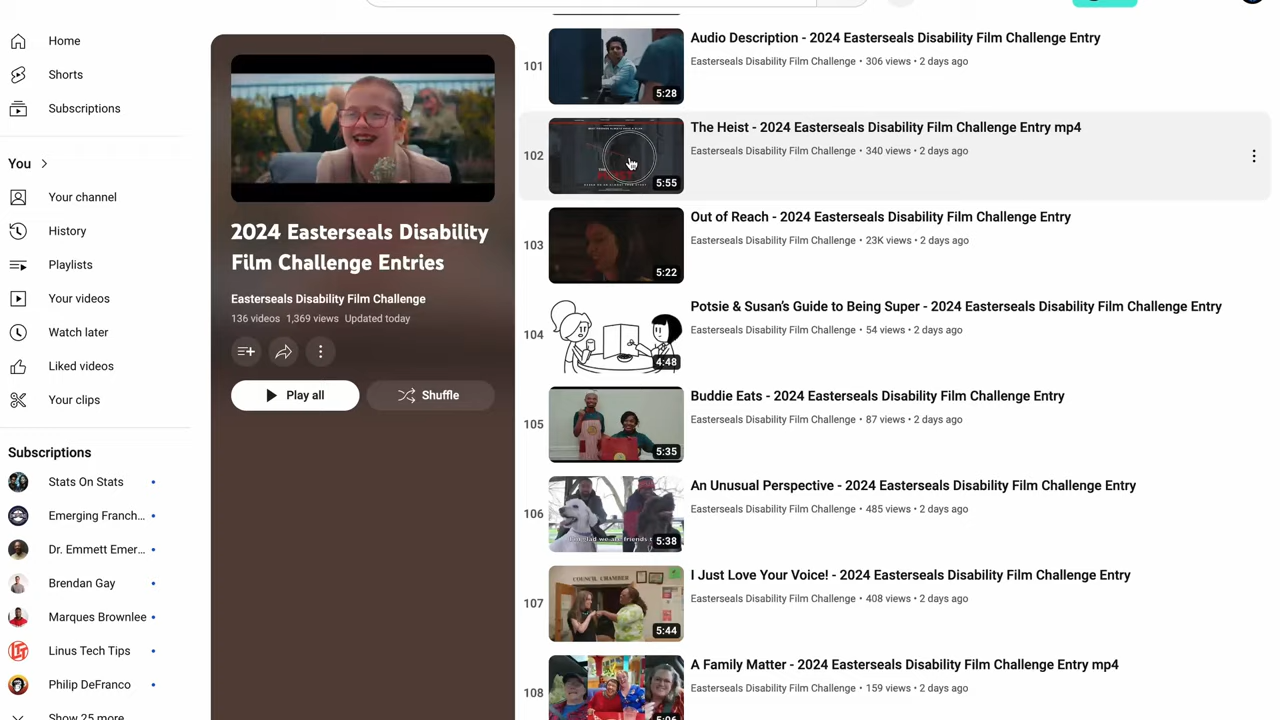 Home
Shorts
Subscriptions
You
Your channel
History
Playlists
Your videos
Watch later
Liked videos
Your clips
Subscriptions
Stats On Stats
Emerging Franch...
Dr. Emmett Emer...
Brendan Gay
Marques Brownlee
Linus Tech Tips
Philip DeFranco
Show 25 more
2024 Easterseals Disability
Film Challenge Entries
Easterseals Disability Film Challenge
136 videos 1,369 views Updated today
Play all
Shuffle
101
5:28
Audio Description - 2024 Easterseals Disability Film Challenge Entry
Easterseals Disability Film Challenge • 306 views • 2 days ago
102
5:55
The Heist - 2024 Easterseals Disability Film Challenge Entry mp4
Easterseals Disability Film Challenge • 340 views • 2 days ago
103
5:22
Out of Reach - 2024 Easterseals Disability Film Challenge Entry
Easterseals Disability Film Challenge • 23K views • 2 days ago
104
4:48
Potsie & Susan’s Guide to Being Super - 2024 Easterseals Disability Film Challenge Entry
Easterseals Disability Film Challenge • 54 views • 2 days ago
105
5:35
Buddie Eats - 2024 Easterseals Disability Film Challenge Entry
Easterseals Disability Film Challenge • 87 views • 2 days ago
106
5:38
An Unusual Perspective - 2024 Easterseals Disability Film Challenge Entry
Easterseals Disability Film Challenge • 485 views • 2 days ago
107
COUNCIL CHAMBER
5:44
I Just Love Your Voice! - 2024 Easterseals Disability Film Challenge Entry
Easterseals Disability Film Challenge • 408 views • 2 days ago
108
A Family Matter - 2024 Easterseals Disability Film Challenge Entry mp4
Easterseals Disability Film Challenge • 159 views • 2 days ago